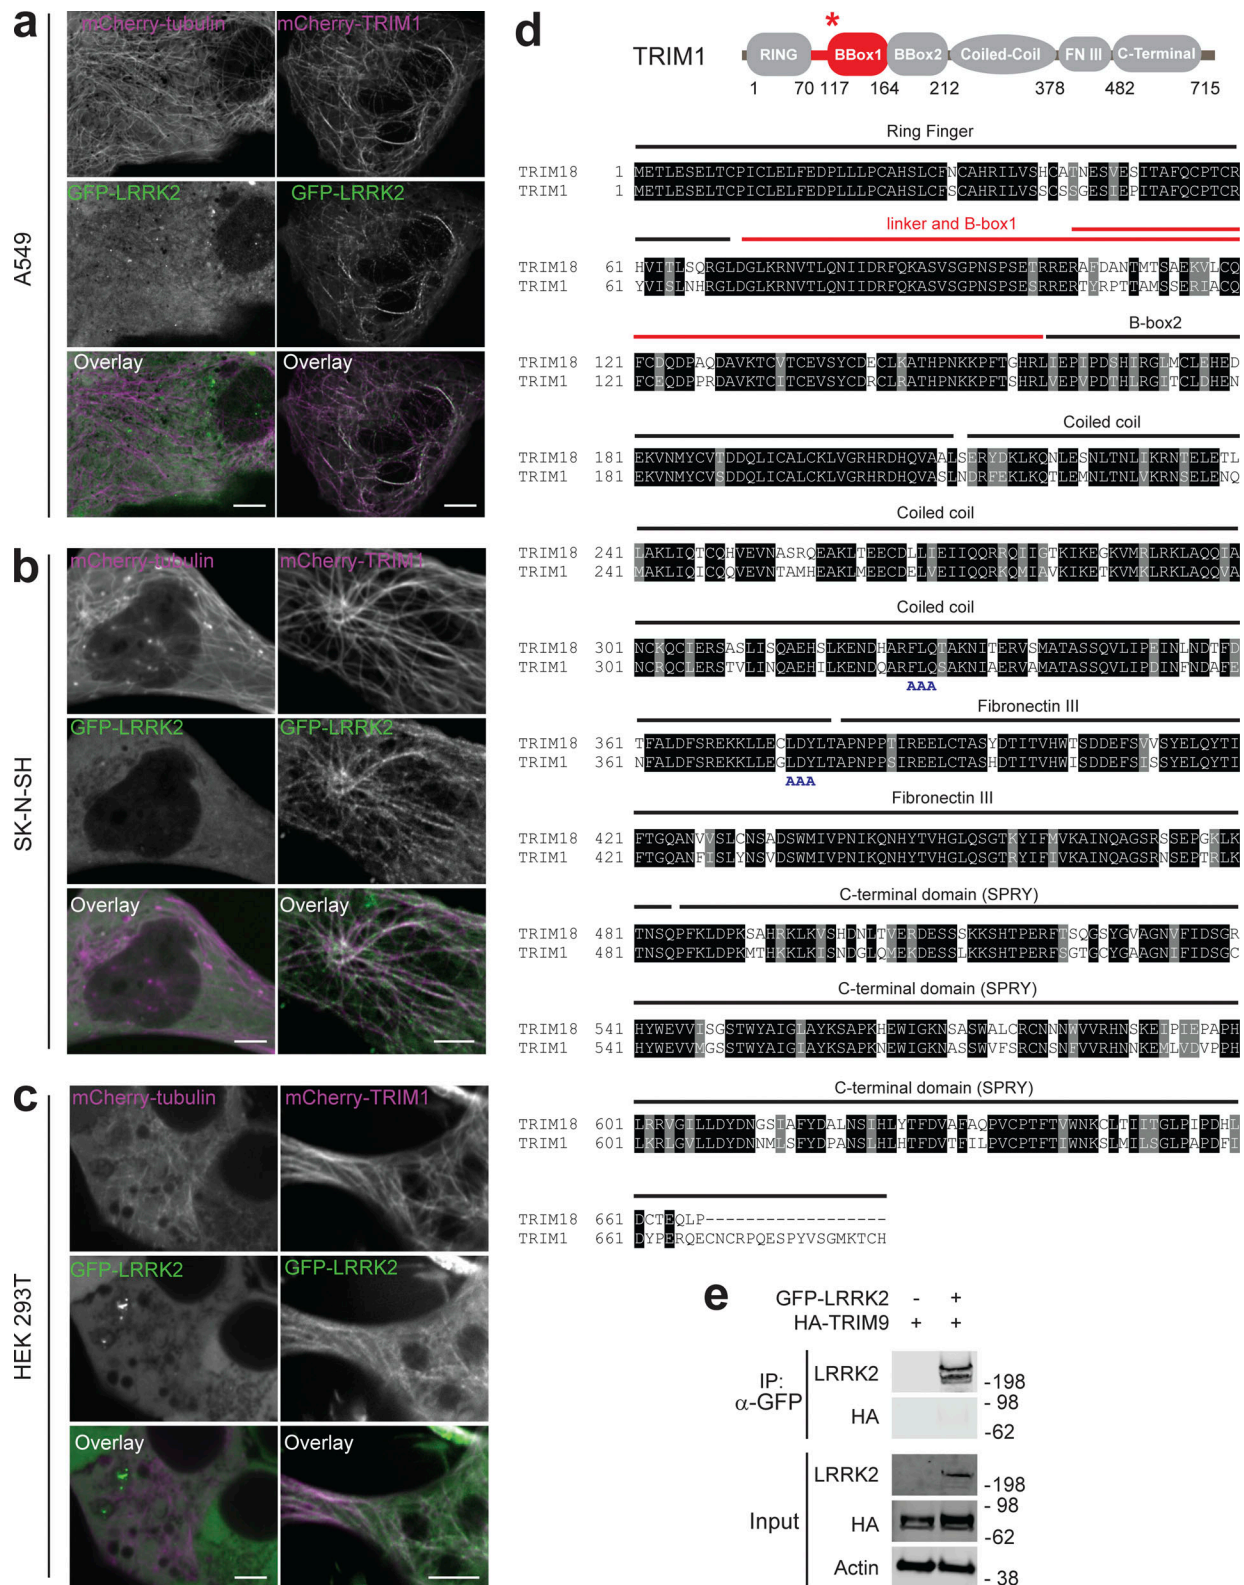 a
mCherry-tubulin
mCherry-TRIM1
GFP-LRRK2
GFP-LRRK2
Overlay
Overlay
A549
b
mCherry-tubulin
mCherry-TRIM1
GFP-LRRK2
GFP-LRRK2
Overlay
Overlay
SK-N-SH
c
mCherry-tubulin
mCherry-TRIM1
GFP-LRRK2
GFP-LRRK2
Overlay
Overlay
HEK 293T
d
*
TRIM1 RING BBox1 BBox2 Coiled-Coil FN III C-Terminal
1 70 117 164 212 378 482 715
Ring Finger
TRIM18 1 METLESELTCPICLELFEDPLLLPCAHSLCFNCAHRILVSHCATNESVESITAFQCPTCR
TRIM1 1 METLESELTCPICLELFEDPLLLPCAHSLCFSCAHRILVSSCSSGESIEPITAFQCPTCR
linker and B-box1
TRIM18 61 HVITLSQRGLDGLKRNVTLQNIIDRFQKASVSGPNSPSETRRERAFDANTMTSAEKVLCQ
TRIM1 61 YVISLNHRGLDGLKRNVTLQNIIDRFQKASVSGPNSPSESRRERTYRPTTAMSSERIACQ
B-box2
TRIM18 121 FCDQDPAQDAVKTCVTCEVSYCDECLKATHPNKKPFTGHRLIEPIPDSHIRGLMCLEHED
TRIM1 121 FCEQDPPRDAVKTCITCEVSYCDRCLRATHPNKKPFTSHRLVEPVPDTHLRGITCLDHEN
Coiled coil
TRIM18 181 EKVNMYCVTDDQLICALCKLVGRHRDHQVAALSERYDKLKQNLESNLTNLIKRNTELETL
TRIM1 181 EKVNMYCVSDDQLICALCKLVGRHRDHQVASLNDRFEKLKQTLEMNLTNLVKRNSELENQ
Coiled coil
TRIM18 241 LAKLIQTCQHVEVNASRQEAKLTEECDLLIEIIQQRRQIIGTKIKEGKVMRLRKLAQQIA
TRIM1 241 MAKLIQICQQVEVNTAMHEAKLMEECDELVEIIQQRKQMIAVKIKETKVMKLRKLAQQVA
Coiled coil
TRIM18 301 NCKQCIERSASLISQAEHSLKENDHARFLQTAKNITERVSMATASSQVLIPEINLNDTFD
TRIM1 301 NCRQCLERSTVLINQAEHILKENDQARFLQSAKNIAERVAMATASSQVLIPDINFNDAFE
AAA
Fibronectin III
TRIM18 361 TFALDFSREKKLLECLDYLTAPNPPTIREELCTASYDTITVHWTSDDEFSVVSYELQYTI
TRIM1 361 NFALDFSREKKLLEGLDYLTAPNPPSIREELCTASHDTITVHWISDDEFSISSYELQYTI
AAA
Fibronectin III
TRIM18 421 FTGQANVVSLCNSADSWMIVPNIKQNHYTVHGLQSGTKYIFMVKAINQAGSRSSEPGKLK
TRIM1 421 FTGQANFISLYNSVDSWMIVPNIKQNHYTVHGLQSGTRYIFIVKAINQAGSRNSEPTRLK
C-terminal domain (SPRY)
TRIM18 481 TNSQPFKLDPKSAHRKLKVSHDNLTVERDESSSKKSHTPERFTSQGSYGVAGNVFIDSGR
TRIM1 481 TNSQPFKLDPKMTHKKLKISNDGLQMEKDESSLKKSHTPERFSGTGCYGAAGNIFIDSGC
C-terminal domain (SPRY)
TRIM18 541 HYWEVVISGSTWYAIGLAYKSAPKHEWIGKNSASWALCRCNNNWVVRHNSKEIPIEPAPH
TRIM1 541 HYWEVVMGSSTWYAIGIAYKSAPKNEWIGKNASSWVFSRCNSNFVVRHNNKEMLVDVPPH
C-terminal domain (SPRY)
TRIM18 601 LRRVGILLDYDNGSIAFYDALNSIHLYTFDVAFAQPVCPTFTVWNKCLTIITGLPIPDHL
TRIM1 601 LKRLGVLLDYDNNMLSFYDPANSLHLHTFDVTFILPVCPTFTIWNKSLMILSGLPAPDFI
TRIM18 661 DCTEQLP------------------
TRIM1 661 DYPERQECNCRPQESPYVSGMKTCH
e
GFP-LRRK2 - +
HA-TRIM9 + +
IP: α-GFP
LRRK2 -198
HA - 98 -62
Input
LRRK2 -198
HA - 98 -62
Actin - 38